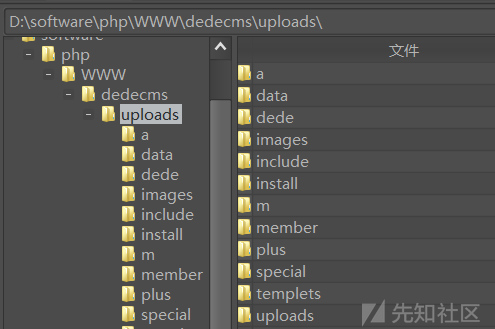 D:\software\php\WWW\dedecms\uploads\
software
php
WWW
dedecms
uploads
a
data
dede
images
include
install
m
member
plus
special
文件
a
data
dede
images
include
install
m
member
plus
special
templets
uploads
先知社区